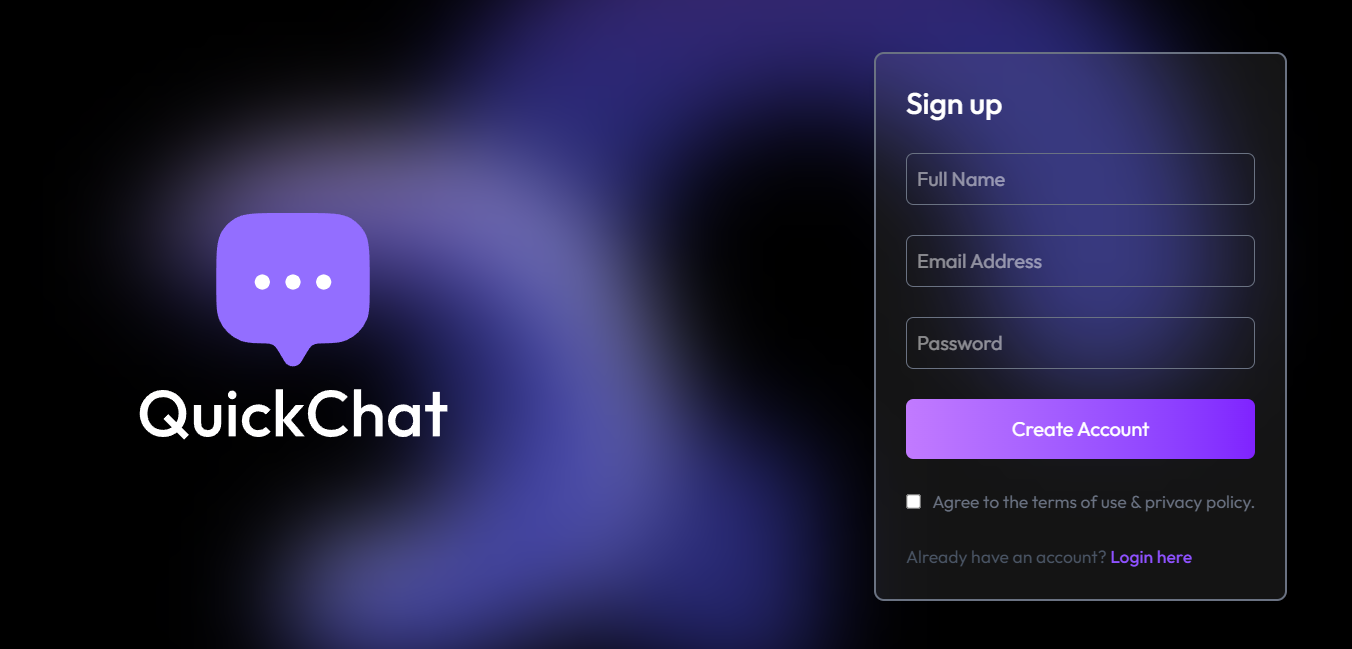 QuickChat
Sign up
Full Name
Email Address
Password
Create Account
Agree to the terms of use & privacy policy.
Already have an account? Login here